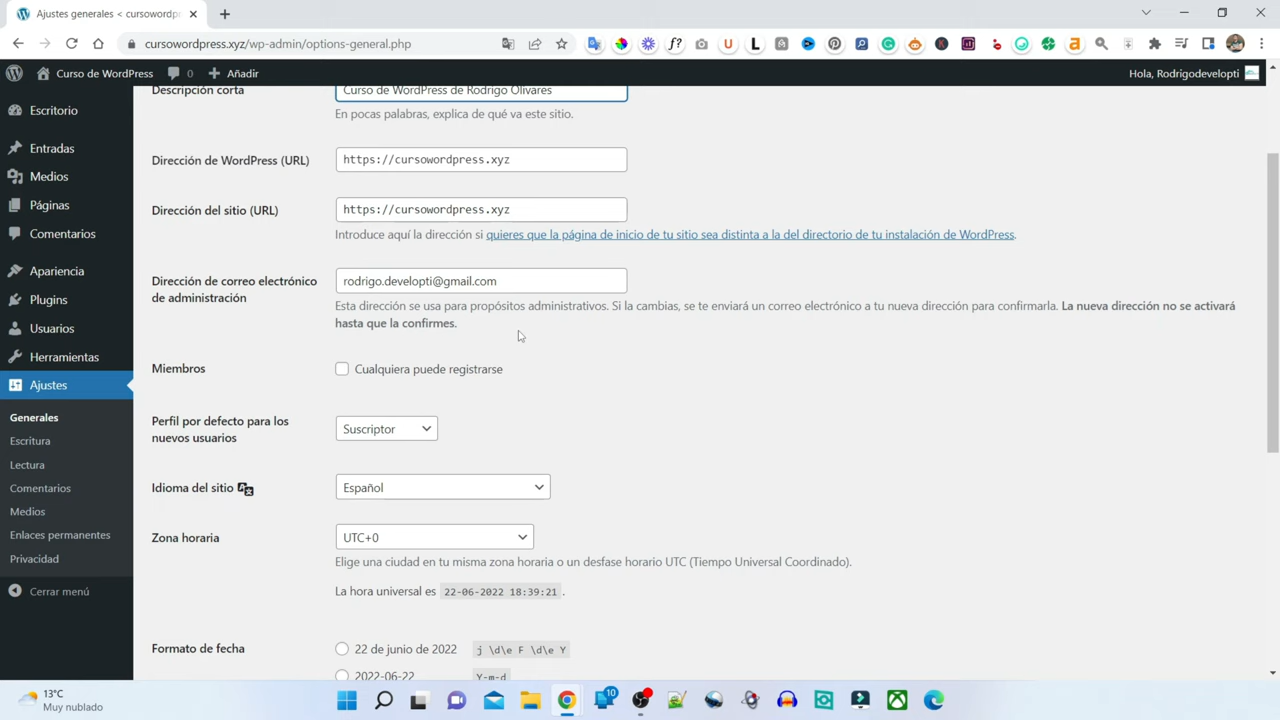 Ajustes generales < cursowordpr
cursowordpress.xyz/wp-admin/options-general.php
Curso de WordPress 0 Añadir
Hola, Rodrigodevelopti
Escritorio
Entradas
Medios
Páginas
Comentarios
Apariencia
Plugins
Usuarios
Herramientas
Ajustes
Generales
Escritura
Lectura
Comentarios
Medios
Enlaces permanentes
Privacidad
Cerrar menú
Descripción corta
Curso de WordPress de Rodrigo Olivares
En pocas palabras, explica de qué va este sitio.
Dirección de WordPress (URL)
https://cursowordpress.xyz
Dirección del sitio (URL)
https://cursowordpress.xyz
Introduce aquí la dirección si quieres que la página de inicio de tu sitio sea distinta a la del directorio de tu instalación de WordPress.
Dirección de correo electrónico
de administración
rodrigo.developti@gmail.com
Esta dirección se usa para propósitos administrativos. Si la cambias, se te enviará un correo electrónico a tu nueva dirección para confirmarla. La nueva dirección no se activará
hasta que la confirmes.
Miembros
Cualquiera puede registrarse
Perfil por defecto para los
nuevos usuarios
Suscriptor
Idioma del sitio
Español
Zona horaria
UTC+0
Elige una ciudad en tu misma zona horaria o un desfase horario UTC (Tiempo Universal Coordinado).
La hora universal es 22-06-2022 18:39:21 .
Formato de fecha
22 de junio de 2022 j \d\e F \d\e Y
2022-06-22 Y-m-d
13°C
Muy nublado
10